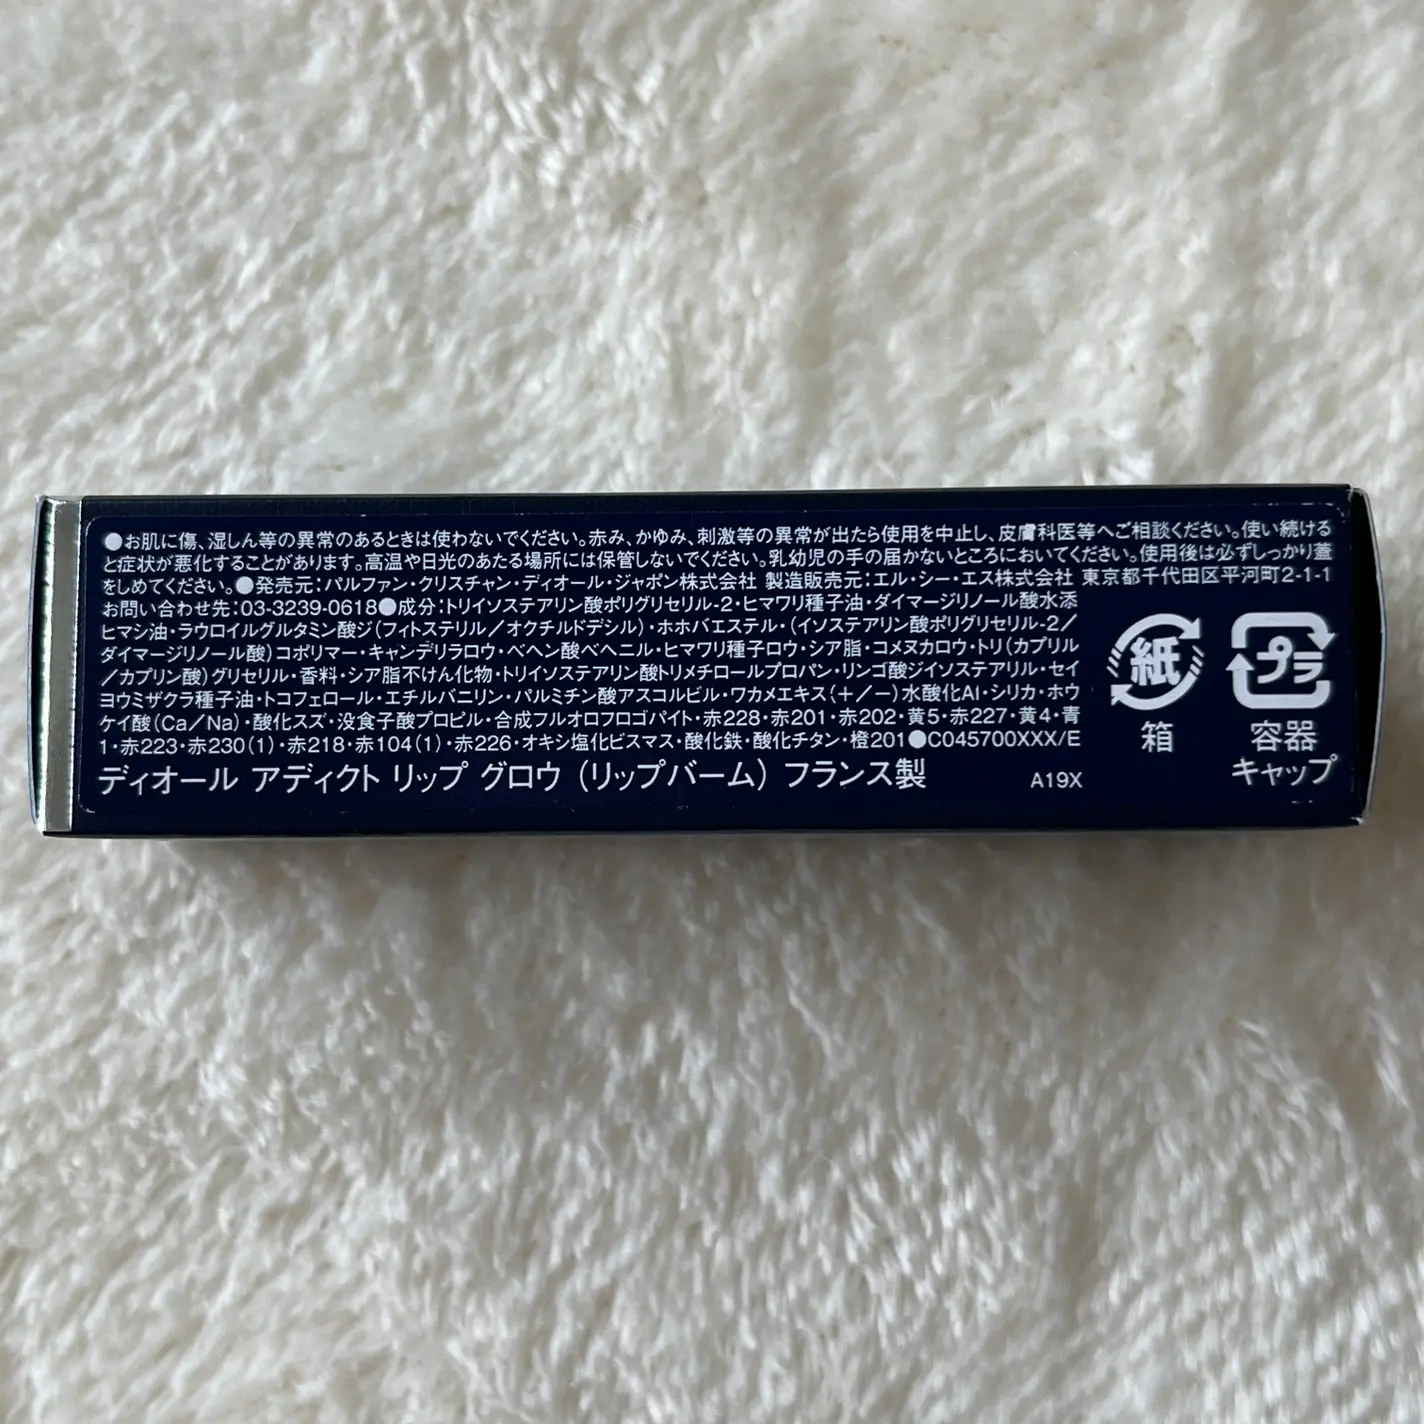 ●お肌に傷、湿しん等の異常のあるときは使わないでください。赤み、かゆみ、刺激等の異常が出たら使用を中止し、皮膚科医等へご相談ください。使い続ける
と症状が悪化することがあります。高温や日光のあたる場所には保管しないでください。乳幼児の手の届かないところにおいてください。使用後は必ずしっかり蓋
をしめてください。●発売元：パルファン・クリスチャン・ディオール・ジャポン株式会社 製造販売元：エル・シー・エス株式会社 東京都千代田区平河町2-1-1
お問い合わせ先：03-3239-0618●成分：トリイソステアリン酸ポリグリセリル-2・ヒマワリ種子油・ダイマージリノール酸水添
ヒマシ油・ラウロイルグルタミン酸ジ（フィトステリル／オクチルドデシル）・ホホバエステル・（イソステアリン酸ポリグリセリル-2／
ダイマージリノール酸）コポリマー・キャンデリラロウ・ベヘン酸ベヘニル・ヒマワリ種子ロウ・シア脂・コメヌカロウ・トリ（カプリル
／カプリン酸）グリセリル・香料・シア脂不けん化物・トリイソステアリン酸トリメチロールプロパン・リンゴ酸ジイソステアリル・セイ
ヨウミザクラ種子油・トコフェロール・エチルバニリン・パルミチン酸アスコルビル・ワカメエキス（＋／－）水酸化Al・シリカ・ホウ
ケイ酸（Ca／Na）・酸化スズ・没食子酸プロピル・合成フルオロフロゴパイト・赤228・赤201・赤202・黄5・赤227・黄4・青
1・赤223・赤230（1）・赤218・赤104（1）・赤226・オキシ塩化ビスマス・酸化鉄・酸化チタン・橙201●C045700XXX/E
ディオール アディクト リップ グロウ（リップバーム）フランス製
A19X
紙
箱
プラ
容器
キャップ